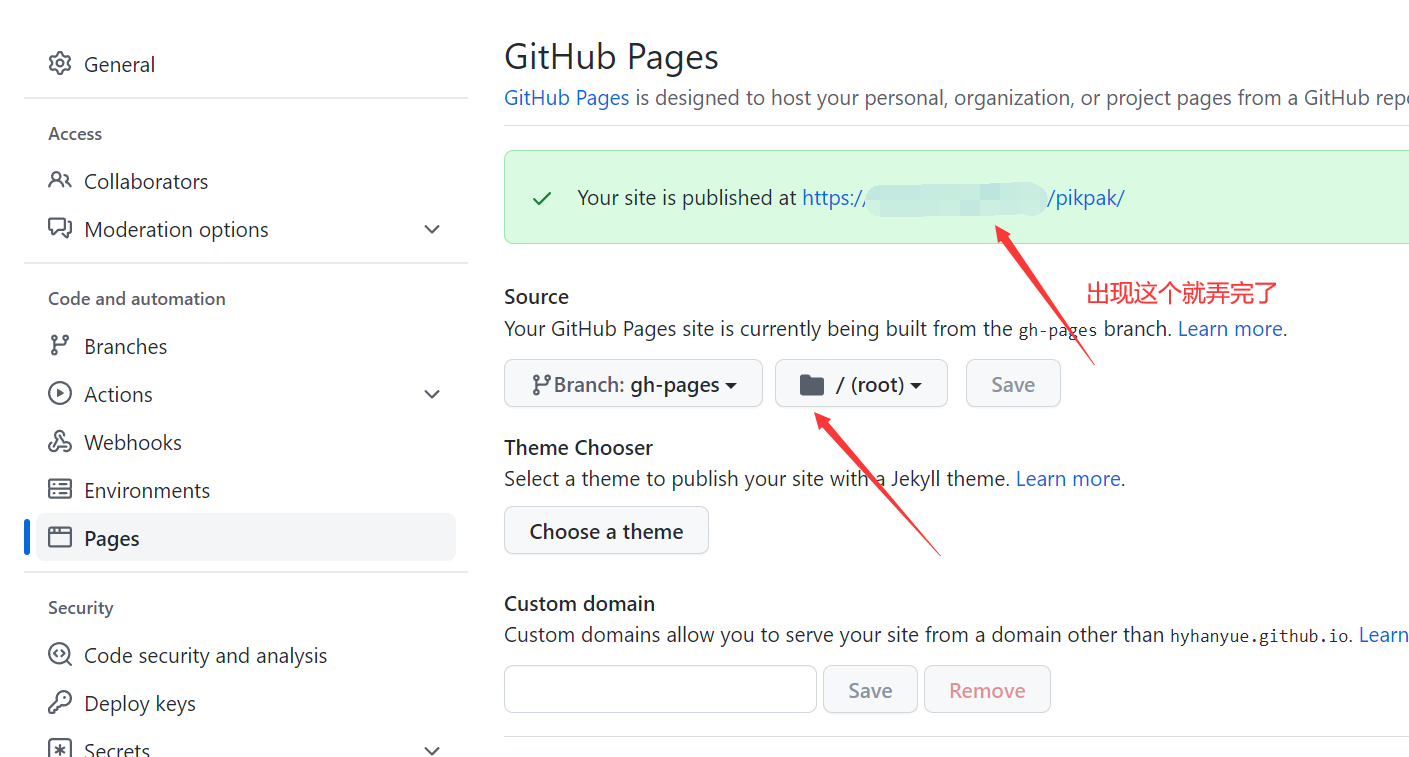 General
Access
Collaborators
Moderation options
Code and automation
Branches
Actions
Webhooks
Environments
Pages
Security
Code security and analysis
Deploy keys
Secrets
GitHub Pages
GitHub Pages is designed to host your personal, organization, or project pages from a GitHub repo
Your site is published at https:// /pikpak/
出现这个就弄完了
Source
Your GitHub Pages site is currently being built from the gh-pages branch. Learn more.
Branch: gh-pages / (root) Save
Theme Chooser
Select a theme to publish your site with a Jekyll theme. Learn more.
Choose a theme
Custom domain
Custom domains allow you to serve your site from a domain other than hyhanyue.github.io. Learn
Save Remove